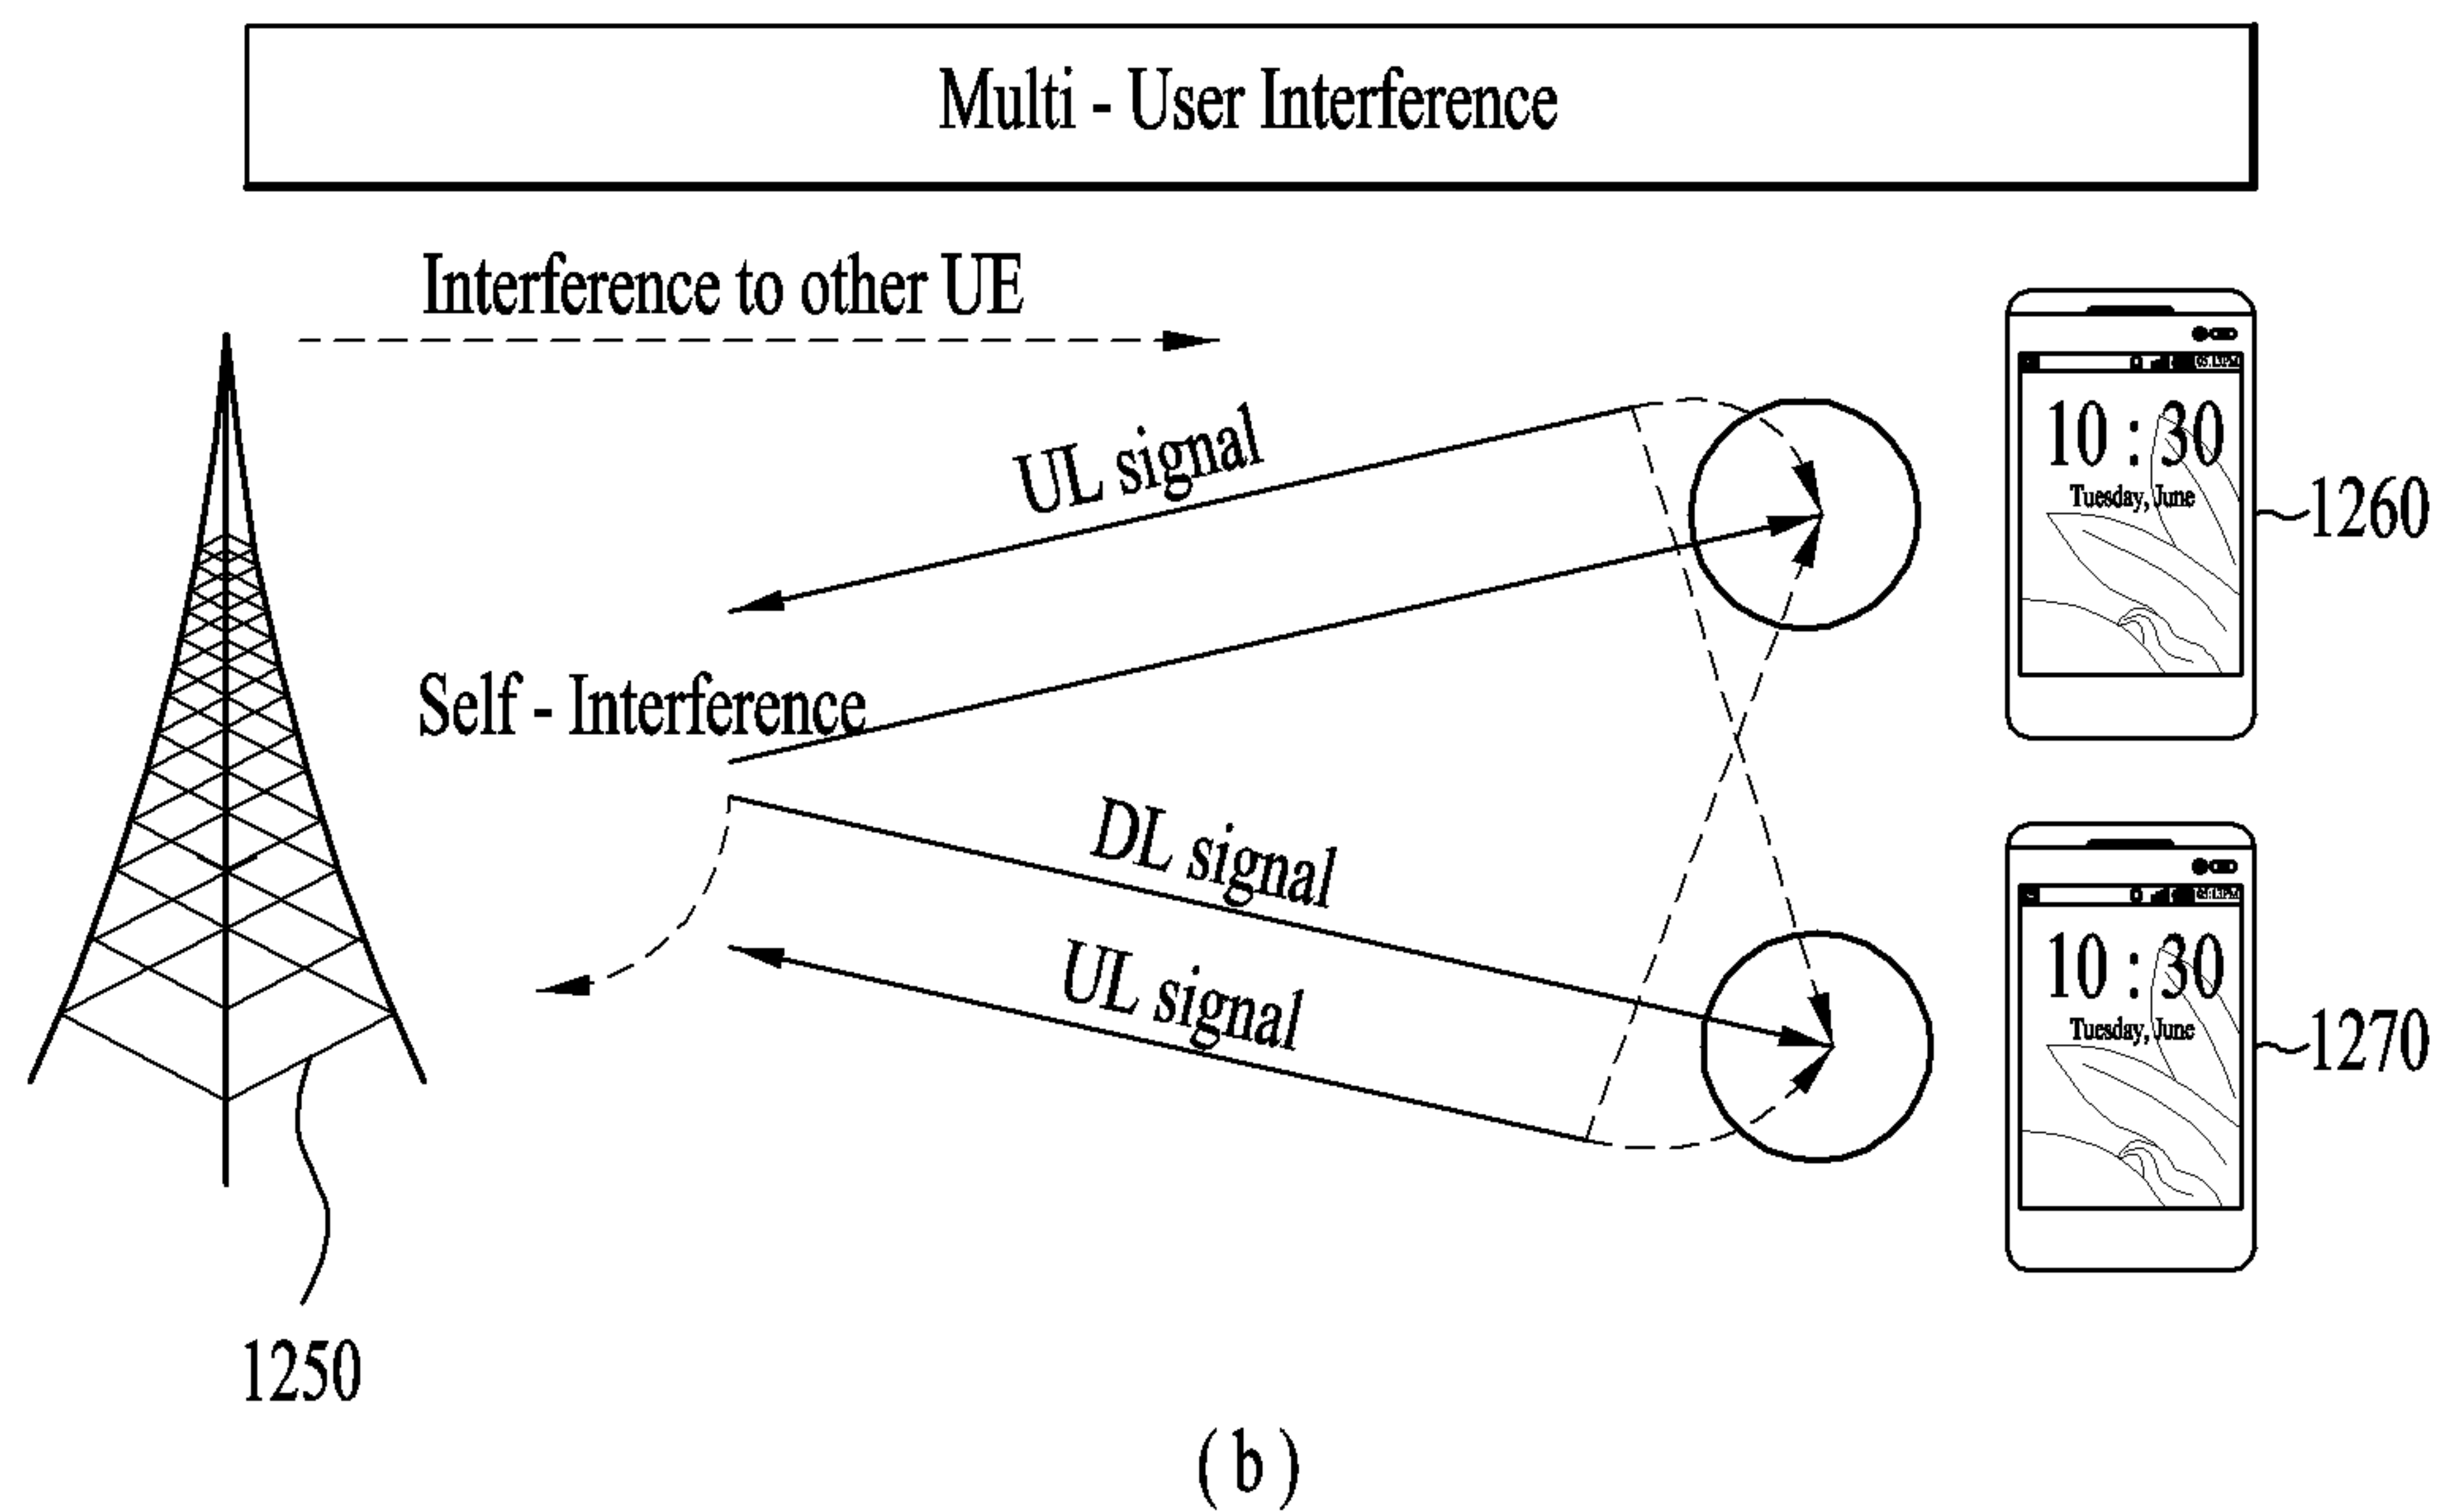 Multi - User Interference
Interference to other UE
UL signal
Self - Interference
DL signal
UL signal
10 : 30
Tuesday, June
1260
10 : 30
Tuesday, June
1270
1250
( b )